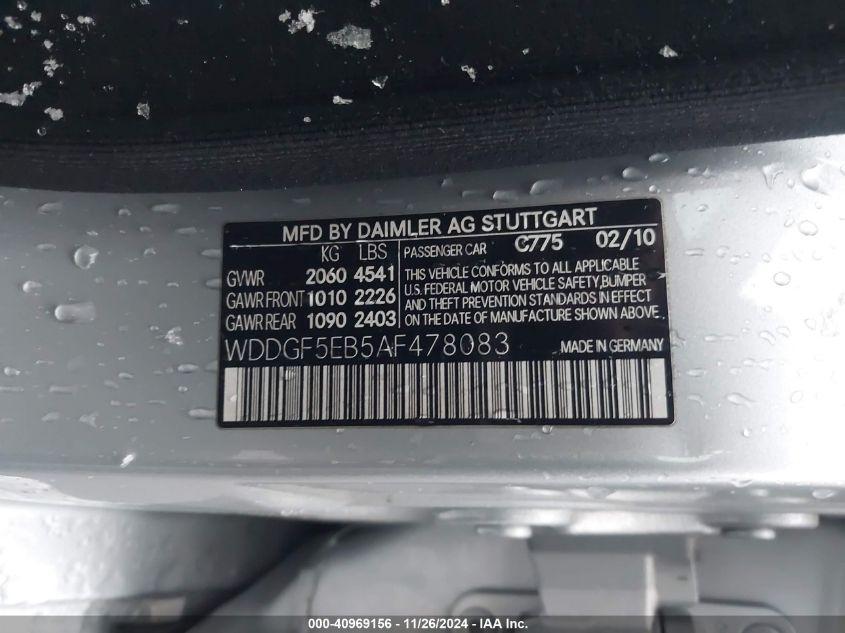 MFD BY DAIMLER AG STUTTGART
KG LBS PASSENGER CAR C775 02/10
GVWR 2060 4541 THIS VEHICLE CONFORMS TO ALL APPLICABLE
U.S. FEDERAL MOTOR VEHICLE SAFETY, BUMPER
GAWR FRONT 1010 2226 AND THEFT PREVENTION STANDARDS IN EFFECT
GAWR REAR 1090 2403 ON THE DATE OF MANUFACTURE SHOWN ABOVE.
WDDGF5EB5AF478083 MADE IN GERMANY
000-40969156 - 11/26/2024 - COPYRIGHT IAA, LLC.